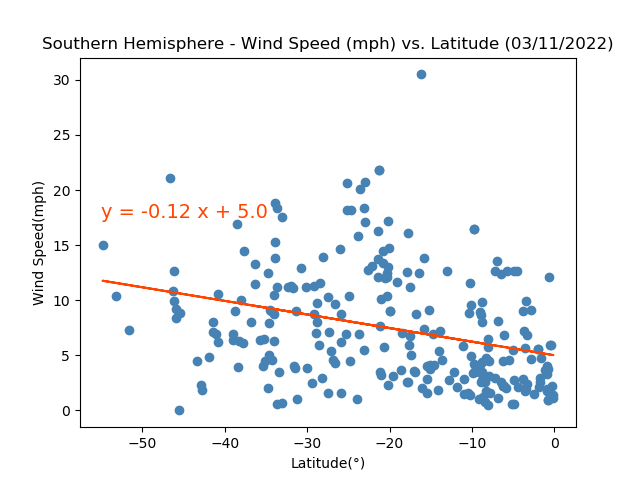 Southern Hemisphere - Wind Speed (mph) vs. Latitude (03/11/2022)
30
25
20
15
10
5
0
Wind Speed(mph)
y = -0.12 x + 5.0
−50 −40 −30 −20 −10 0
Latitude(°)